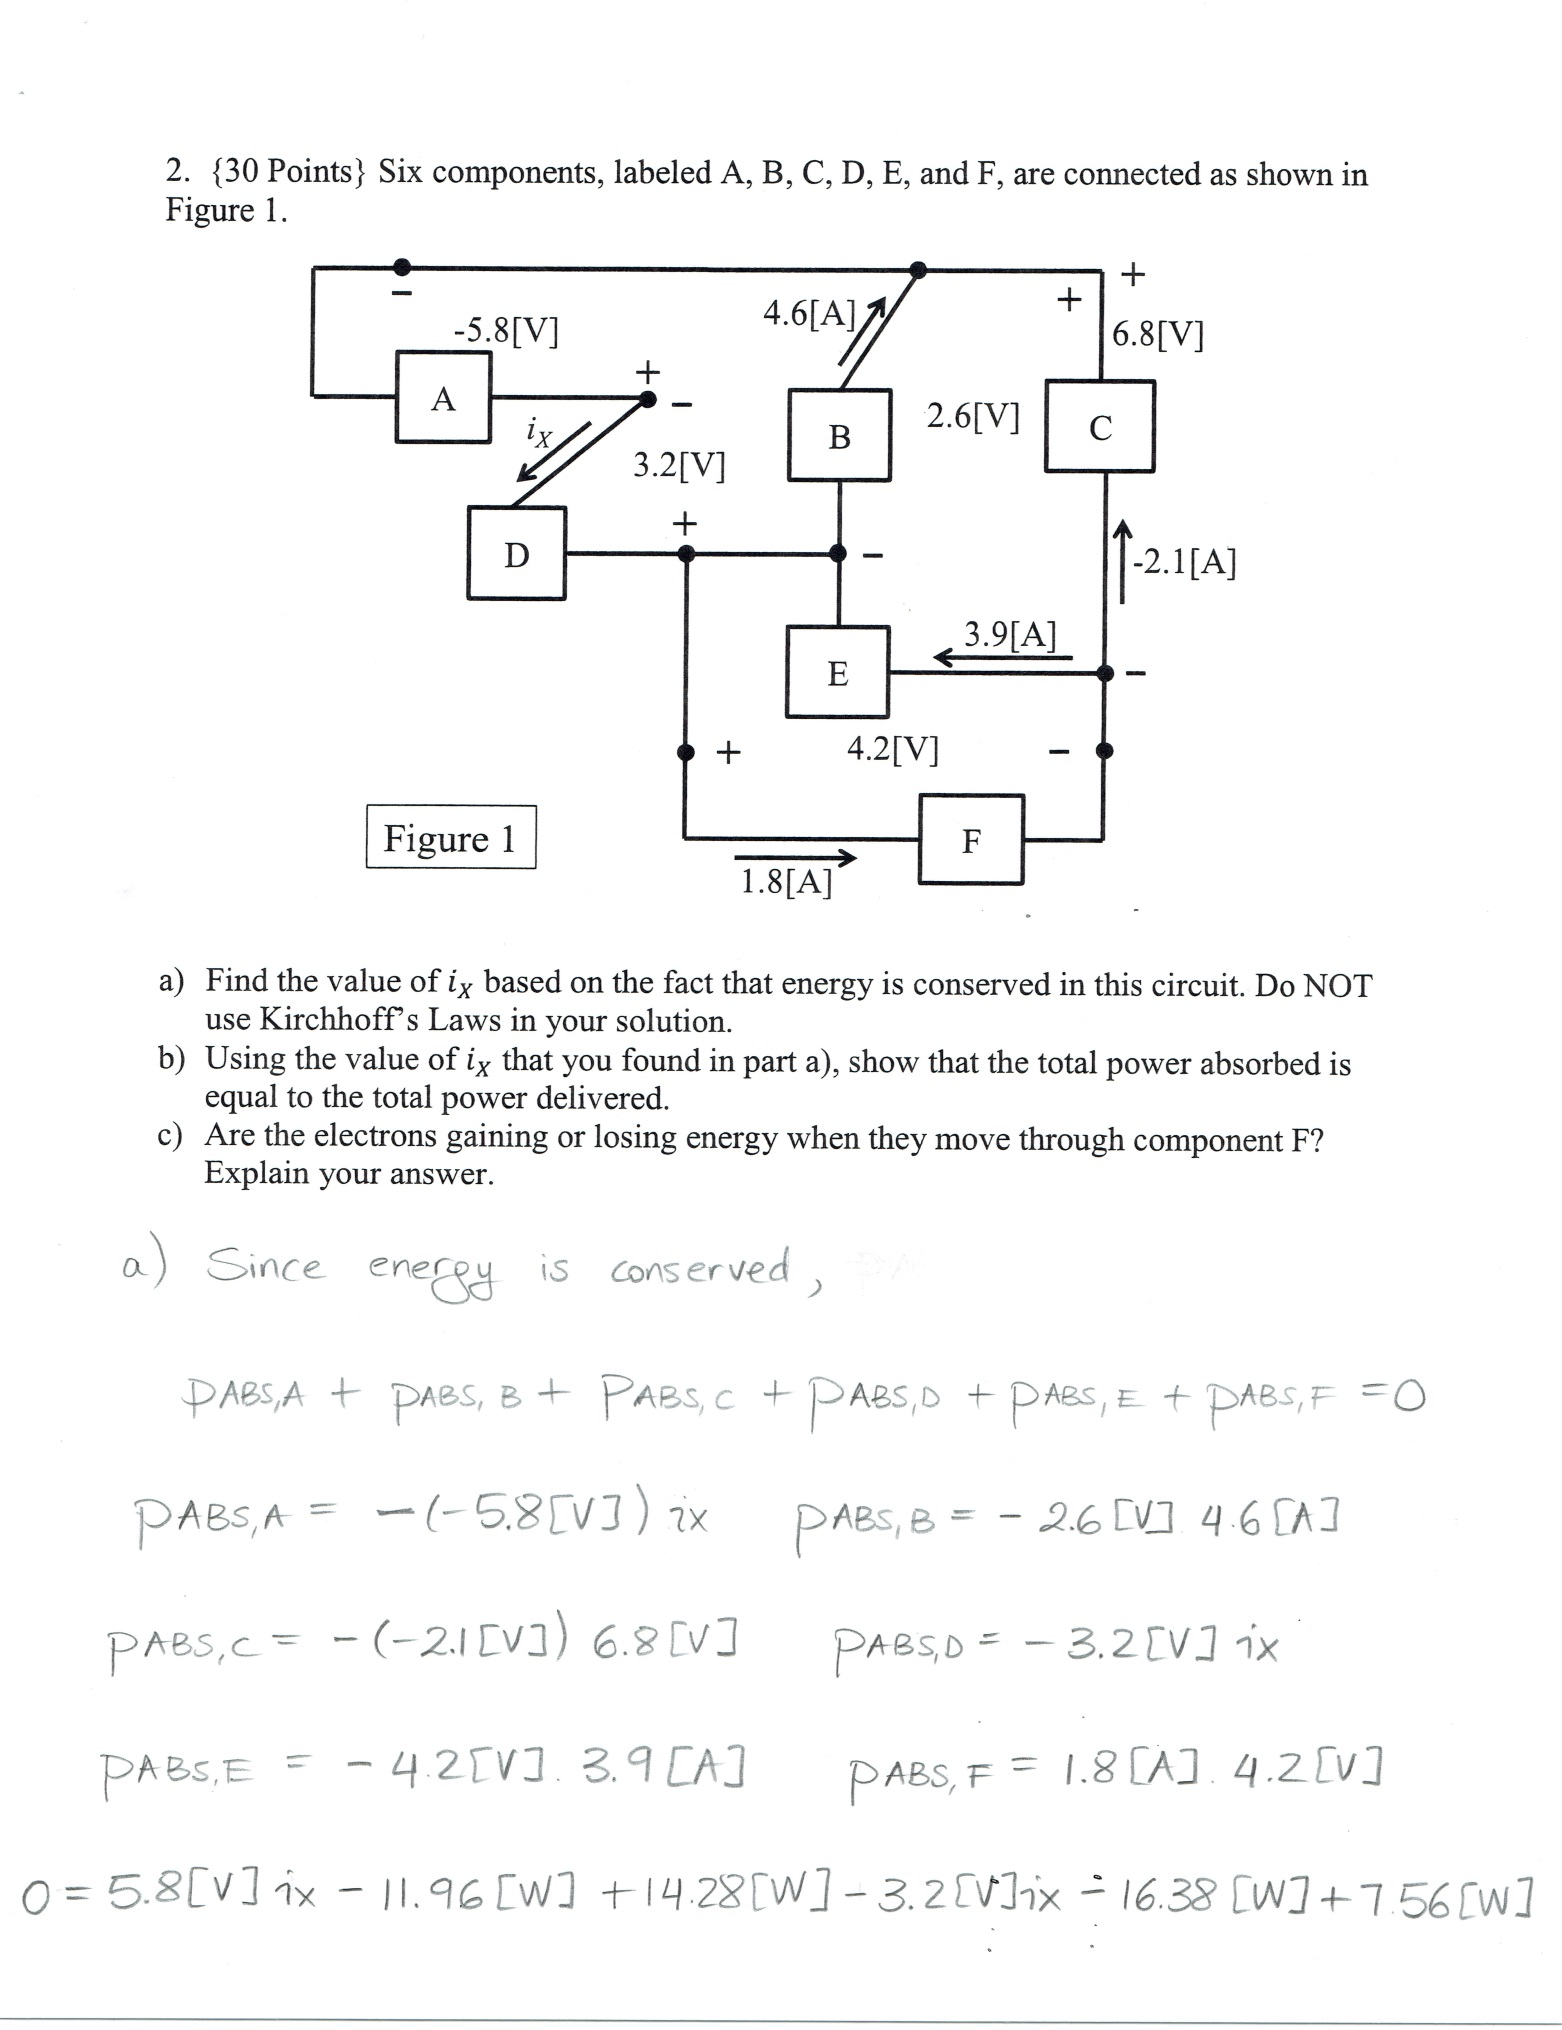 2. {30 Points} Six components, labeled A, B, C, D, E, and F, are connected as shown in
Figure 1.
+
−
+
4.6[A]
-5.8[V]
6.8[V]
+
A
−
2.6[V]
C
iX
B
3.2[V]
+
D
−
-2.1[A]
3.9[A]
E
−
+
4.2[V]
−
Figure 1
F
1.8[A]
a) Find the value of iX based on the fact that energy is conserved in this circuit. Do NOT
use Kirchhoff's Laws in your solution.
b) Using the value of iX that you found in part a), show that the total power absorbed is
equal to the total power delivered.
c) Are the electrons gaining or losing energy when they move through component F?
Explain your answer.
a) Since energy is conserved,
PABS,A + PABS, B + PABS, C + PABS,D + PABS, E + PABS, F = 0
PABS,A = -(-5.8[V]) ix PABS, B = - 2.6 [V] 4.6 [A]
PABS,C = -(-2.1[V]) 6.8[V] PABS,D = - 3.2[V] ix
PABS,E = - 4.2[V]. 3.9[A] PABS, F = 1.8[A]. 4.2[V]
0 = 5.8[V] ix - 11.96 [W] + 14.28[W] - 3.2[V]ix - 16.38 [W] + 7.56[W]